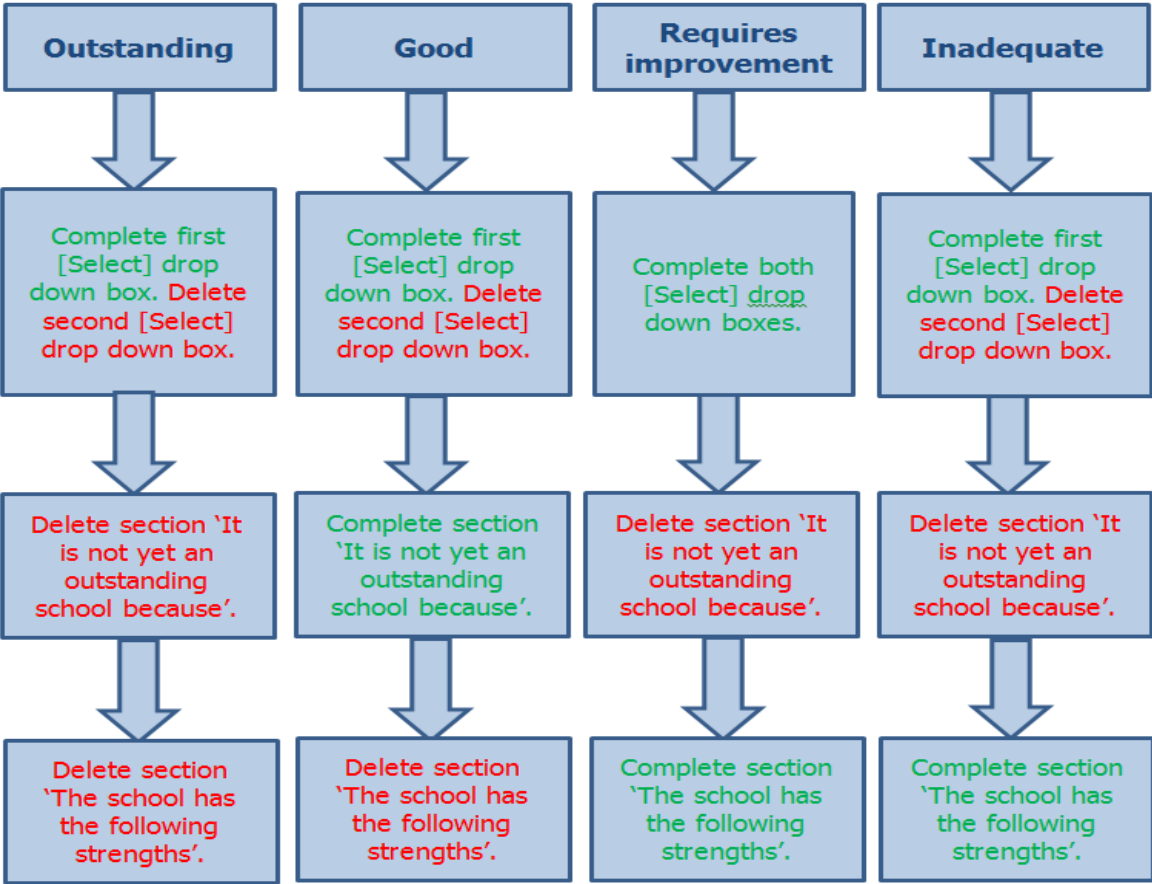 Outstanding
Good
Requires
improvement
Inadequate
Complete first
[Select] drop
down box. Delete
second [Select]
drop down box.
Complete first
[Select] drop
down box. Delete
second [Select]
drop down box.
Complete both
[Select] drop
down boxes.
Complete first
[Select] drop
down box. Delete
second [Select]
drop down box.
Delete section ‘It
is not yet an
outstanding
school because’.
Complete section
‘It is not yet an
outstanding
school because’.
Delete section ‘It
is not yet an
outstanding
school because’.
Delete section ‘It
is not yet an
outstanding
school because’.
Delete section
‘The school has
the following
strengths’.
Delete section
‘The school has
the following
strengths’.
Complete section
‘The school has
the following
strengths’.
Complete section
‘The school has
the following
strengths’.